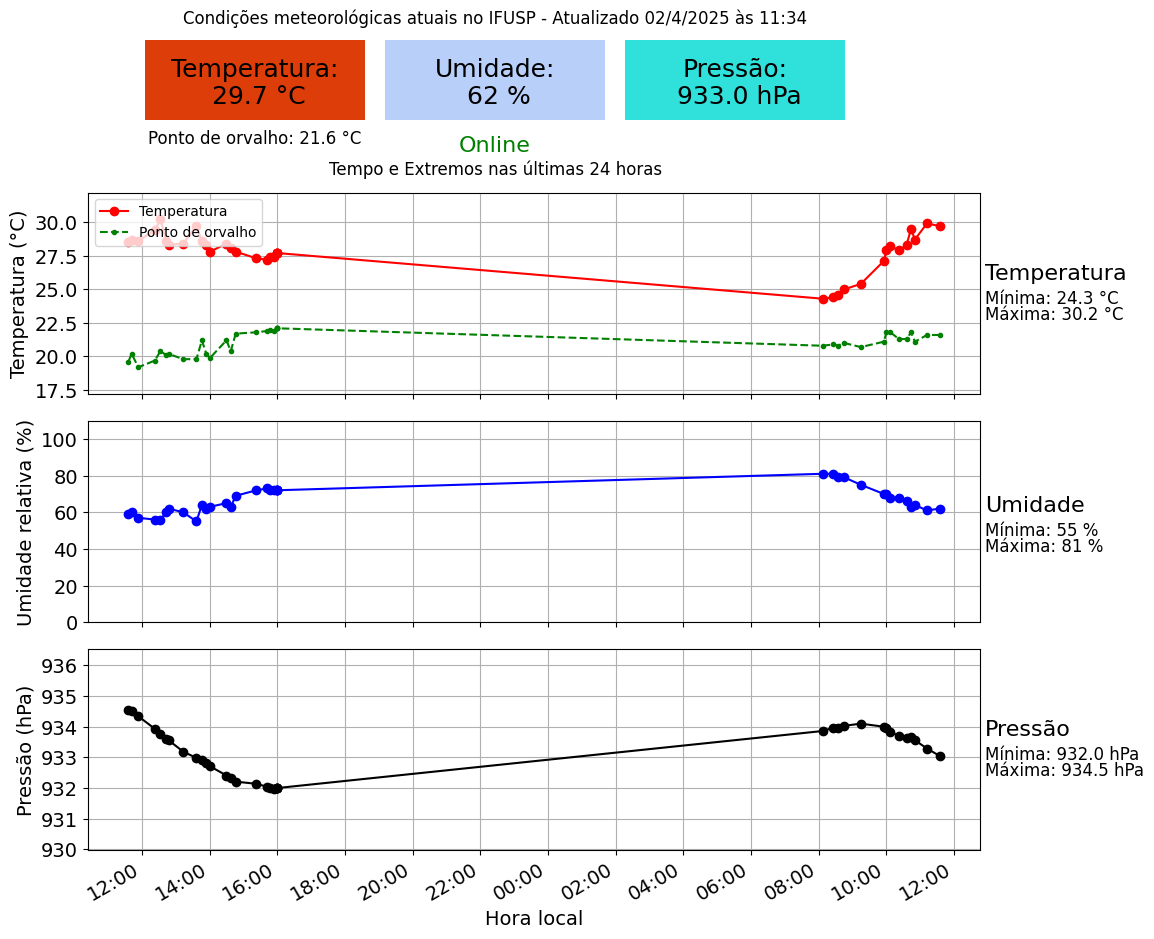 Condições meteorológicas atuais no IFUSP - Atualizado 02/4/2025 às 11:34
Temperatura:
29.7 °C
Umidade:
62 %
Pressão:
933.0 hPa
Ponto de orvalho: 21.6 °C
Online
Tempo e Extremos nas últimas 24 horas
Temperatura (°C)
30.0
27.5
25.0
22.5
20.0
17.5
Temperatura
Ponto de orvalho
Temperatura
Mínima: 24.3 °C
Máxima: 30.2 °C
Umidade relativa (%)
100
80
60
40
20
0
Umidade
Mínima: 55 %
Máxima: 81 %
Pressão (hPa)
936
935
934
933
932
931
930
Pressão
Mínima: 932.0 hPa
Máxima: 934.5 hPa
12:00 14:00 16:00 18:00 20:00 22:00 00:00 02:00 04:00 06:00 08:00 10:00 12:00
Hora local